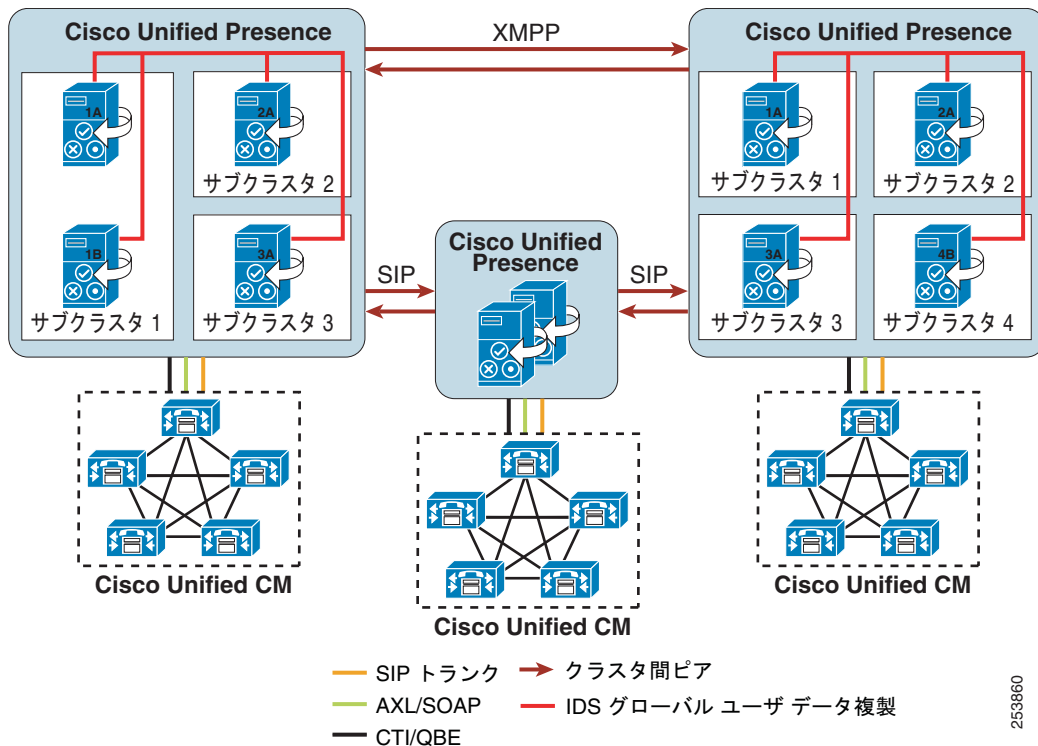 Cisco Unified Presence
1A
2A
サブクラスタ 2
1B
3A
サブクラスタ 1
サブクラスタ 3
XMPP
SIP
Cisco Unified
Presence
SIP
Cisco Unified Presence
1A
2A
サブクラスタ 1
サブクラスタ 2
3A
4B
サブクラスタ 3
サブクラスタ 4
Cisco Unified CM
Cisco Unified CM
Cisco Unified CM
SIP トランク
クラスタ間ピア
AXL/SOAP
IDS グローバル ユーザ データ複製
CTI/QBE
253860